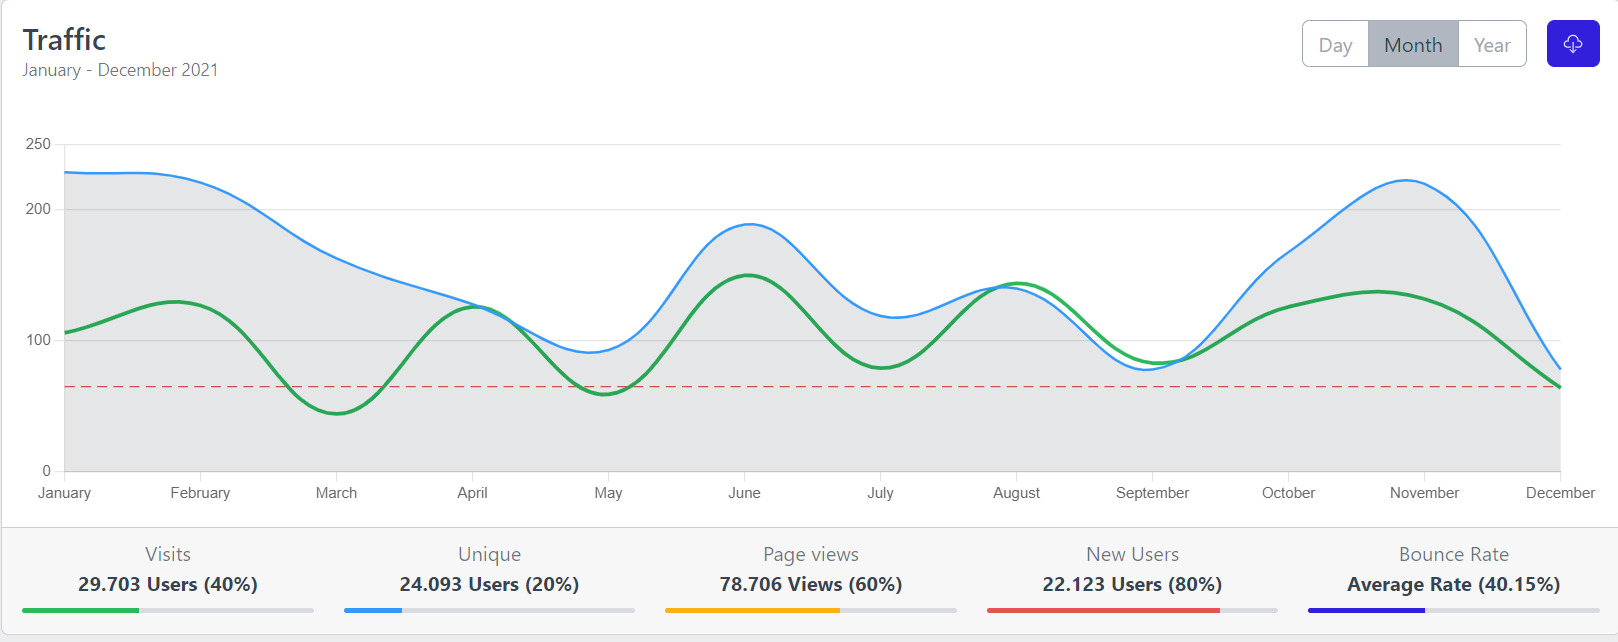 Traffic
January - December 2021
Day Month Year
250
200
100
0
January February March April May June July August September October November December
Visits Unique Page views New Users Bounce Rate
29.703 Users (40%) 24.093 Users (20%) 78.706 Views (60%) 22.123 Users (80%) Average Rate (40.15%)